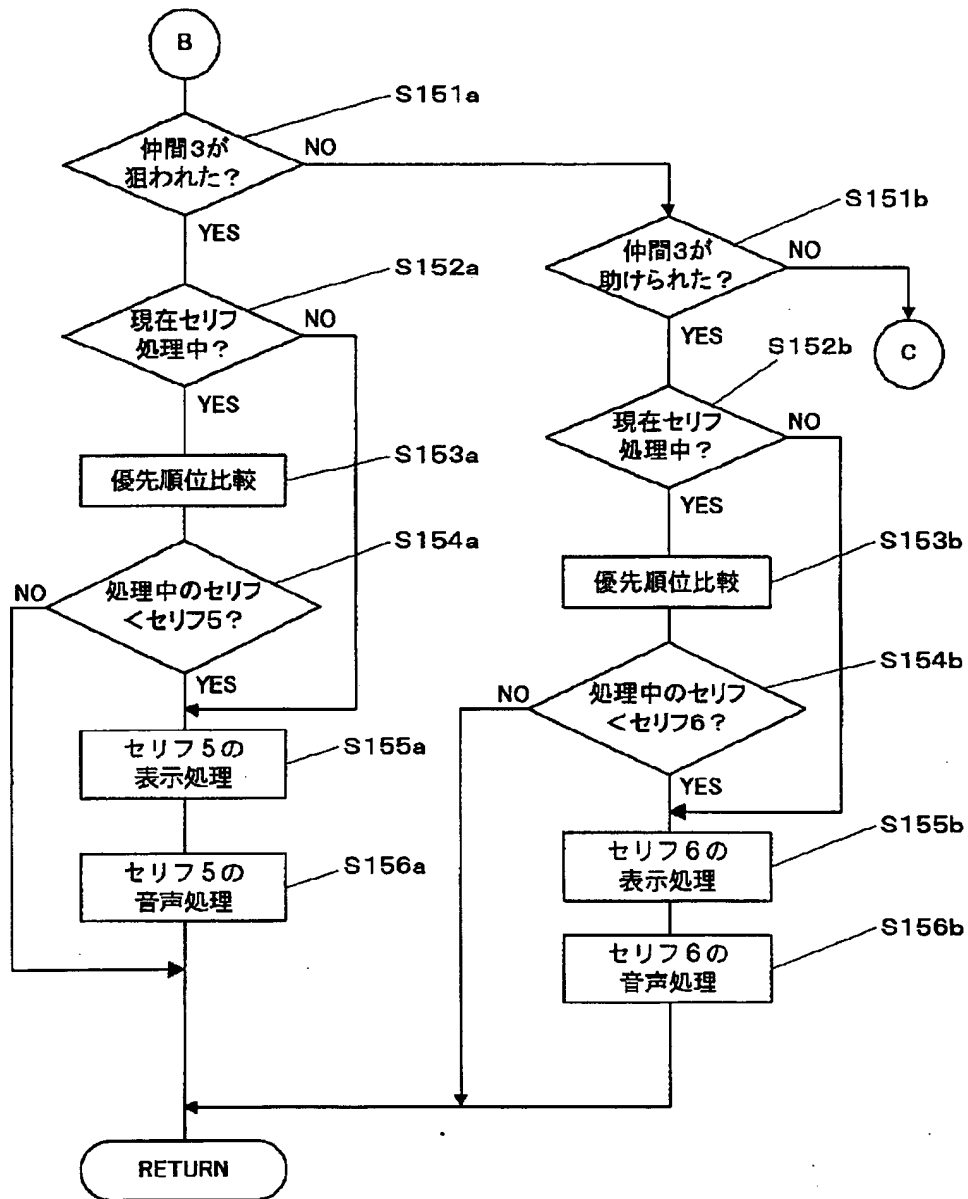 B
S151a
仲間3が
狙われた?
NO
YES
S151b
仲間3が
助けられた?
NO
YES
C
S152a
現在セリフ
処理中?
NO
YES
S152b
現在セリフ
処理中?
NO
YES
S153a
優先順位比較
S153b
優先順位比較
S154a
処理中のセリフ
<セリフ5?
NO
YES
S154b
処理中のセリフ
<セリフ6?
NO
YES
S155a
セリフ5の
表示処理
S155b
セリフ6の
表示処理
S156a
セリフ5の
音声処理
S156b
セリフ6の
音声処理
RETURN